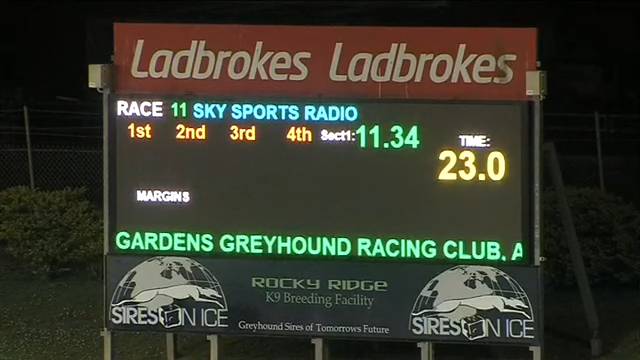 Ladbrokes Ladbrokes
RACE 11 SKY SPORTS RADIO
1st 2nd 3rd 4th Sect1: 11.34
TIME:
23.0
MARGINS
GARDENS GREYHOUND RACING CLUB. A
ROCKY RIDGE
K9 Breeding Facility
SIRES ON ICE
Greyhound Sires of Tomorrows Future
SIRES ON ICE